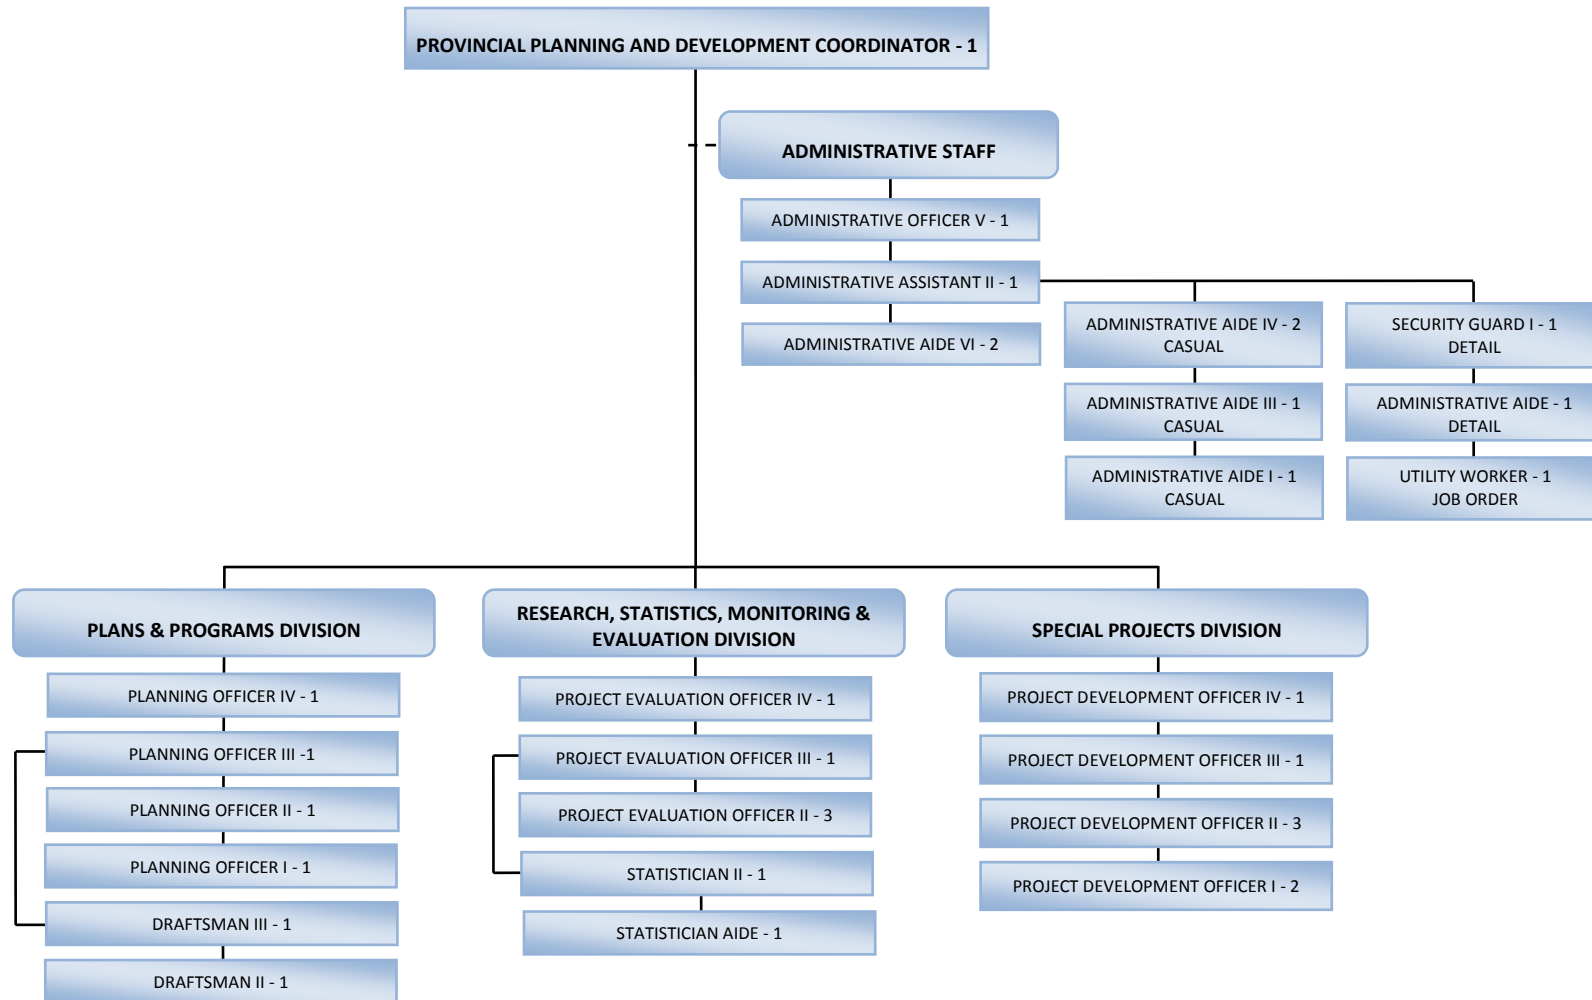 PROVINCIAL PLANNING AND DEVELOPMENT COORDINATOR - 1
ADMINISTRATIVE STAFF
ADMINISTRATIVE OFFICER V - 1
ADMINISTRATIVE ASSISTANT II - 1
ADMINISTRATIVE AIDE VI - 2
ADMINISTRATIVE AIDE IV - 2
CASUAL
ADMINISTRATIVE AIDE III - 1
CASUAL
ADMINISTRATIVE AIDE I - 1
CASUAL
SECURITY GUARD I - 1
DETAIL
ADMINISTRATIVE AIDE - 1
DETAIL
UTILITY WORKER - 1
JOB ORDER
PLANS & PROGRAMS DIVISION
PLANNING OFFICER IV - 1
PLANNING OFFICER III -1
PLANNING OFFICER II - 1
PLANNING OFFICER I - 1
DRAFTSMAN III - 1
DRAFTSMAN II - 1
RESEARCH, STATISTICS, MONITORING &
EVALUATION DIVISION
PROJECT EVALUATION OFFICER IV - 1
PROJECT EVALUATION OFFICER III - 1
PROJECT EVALUATION OFFICER II - 3
STATISTICIAN II - 1
STATISTICIAN AIDE - 1
SPECIAL PROJECTS DIVISION
PROJECT DEVELOPMENT OFFICER IV - 1
PROJECT DEVELOPMENT OFFICER III - 1
PROJECT DEVELOPMENT OFFICER II - 3
PROJECT DEVELOPMENT OFFICER I - 2